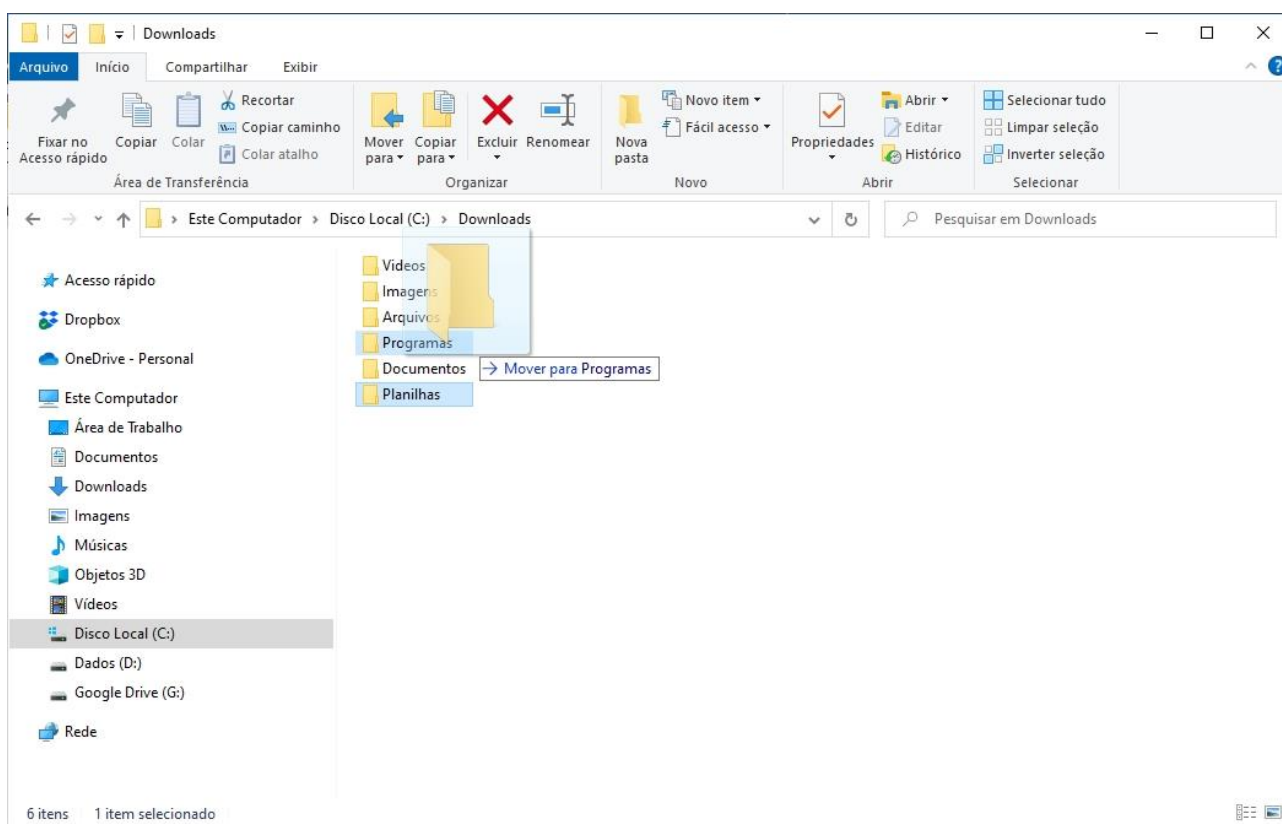 Downloads
Arquivo Início Compartilhar Exibir
Fixar no Acesso rápido
Copiar
Colar
Recortar
Copiar caminho
Colar atalho
Área de Transferência
Mover para
Copiar para
Excluir
Renomear
Organizar
Nova pasta
Novo item
Fácil acesso
Novo
Propriedades
Abrir
Editar
Histórico
Abrir
Selecionar tudo
Limpar seleção
Inverter seleção
Selecionar
Este Computador > Disco Local (C:) > Downloads
Pesquisar em Downloads
Acesso rápido
Dropbox
OneDrive - Personal
Este Computador
Área de Trabalho
Documentos
Downloads
Imagens
Músicas
Objetos 3D
Vídeos
Disco Local (C:)
Dados (D:)
Google Drive (G:)
Rede
Videos
Imagens
Arquivos
Programas
Documentos
Mover para Programas
Planilhas
6 itens 1 item selecionado